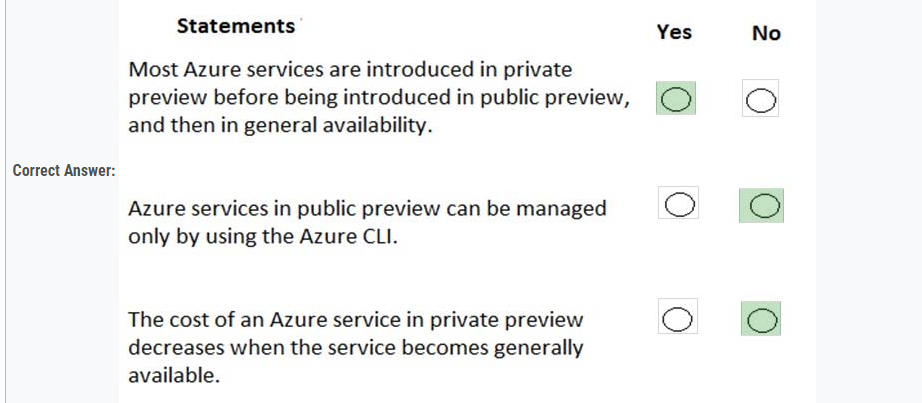 Statements
Yes No
Most Azure services are introduced in private
preview before being introduced in public preview,
and then in general availability.
Correct Answer:
Azure services in public preview can be managed
only by using the Azure CLI.
The cost of an Azure service in private preview
decreases when the service becomes generally
available.